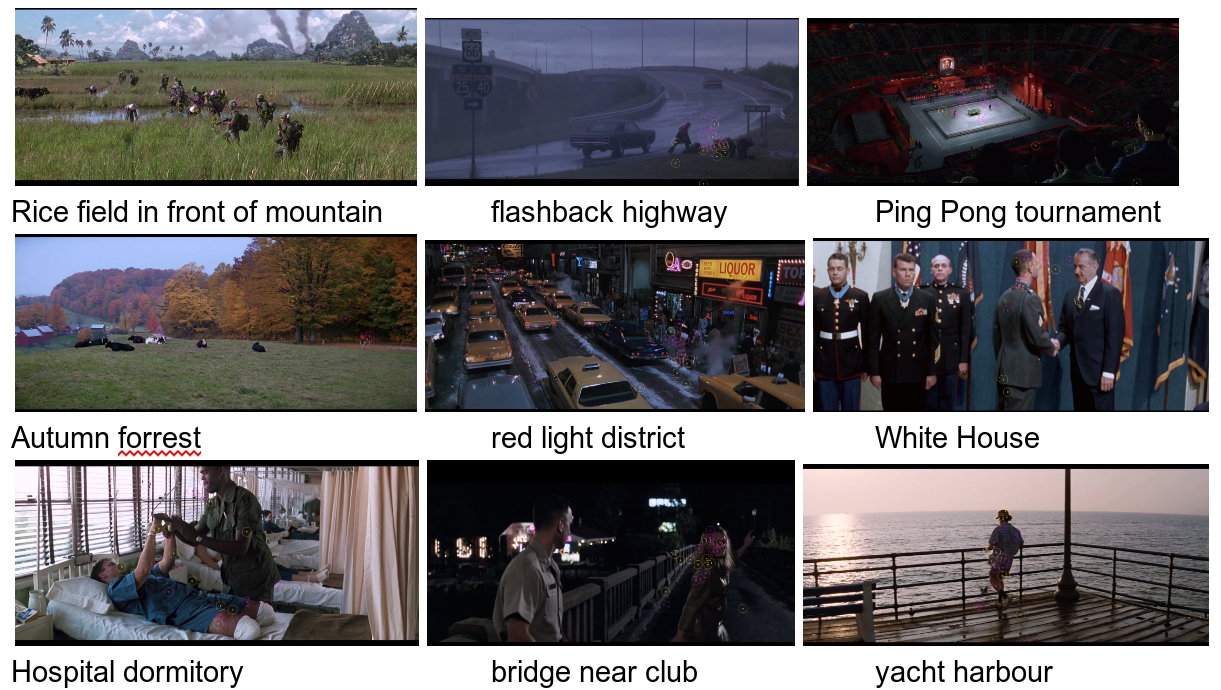 66
25 40
Rice field in front of mountain
flashback highway
Ping Pong tournament
LIQUOR
Autumn forrest
red light district
White House
Hospital dormitory
bridge near club
yacht harbour